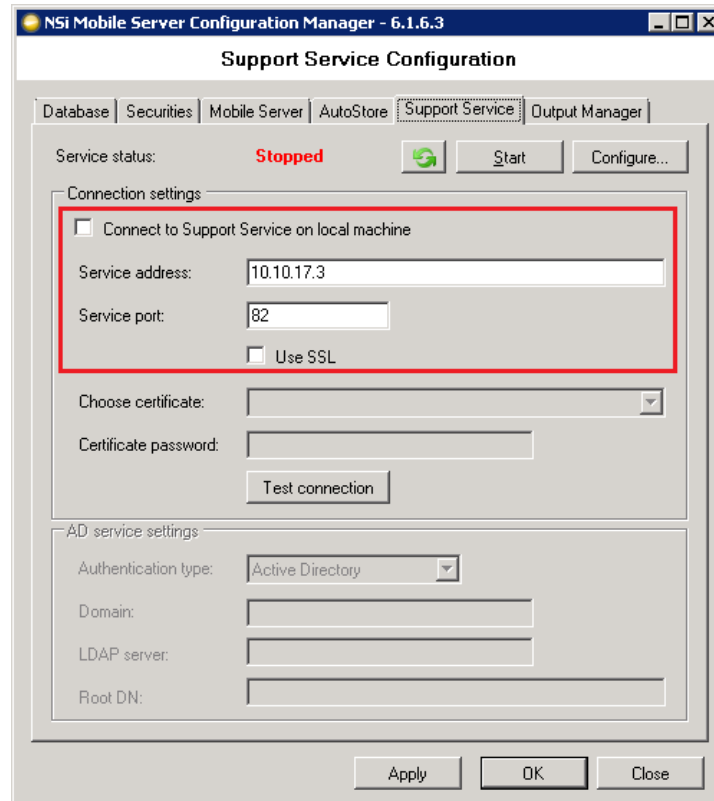 NSi Mobile Server Configuration Manager - 6.1.6.3
Support Service Configuration
Database Securities Mobile Server AutoStore Support Service Output Manager
Service status: Stopped Start Configure...
Connection settings
Connect to Support Service on local machine
Service address: 10.10.17.3
Service port: 82
Use SSL
Choose certificate:
Certificate password:
Test connection
AD service settings
Authentication type: Active Directory
Domain:
LDAP server:
Root DN:
Apply OK Close